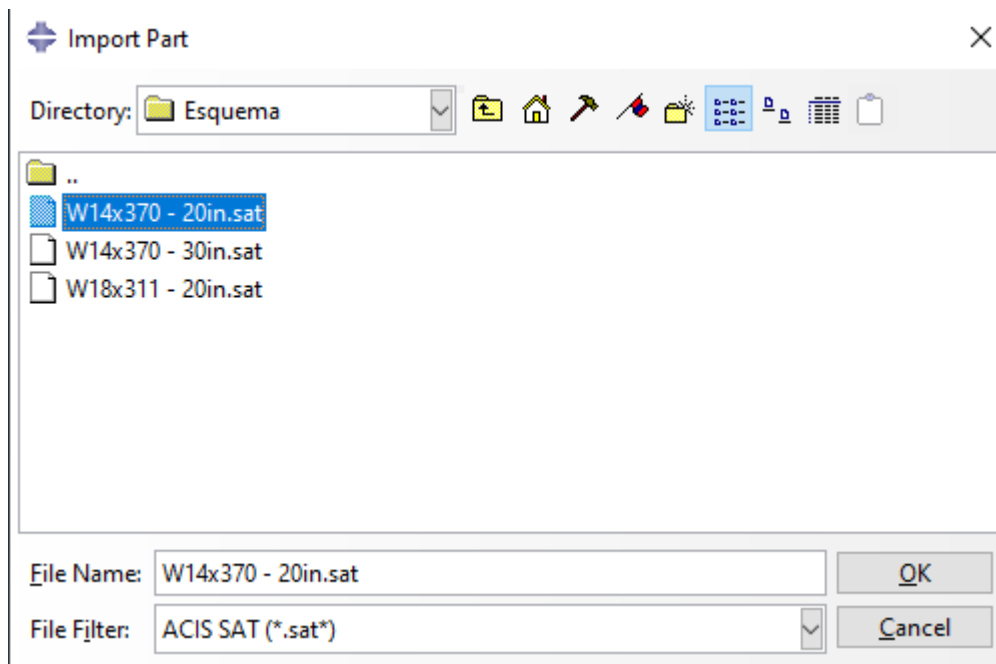 Import Part
Directory: Esquema
..
W14x370 - 20in.sat
W14x370 - 30in.sat
W18x311 - 20in.sat
File Name: W14x370 - 20in.sat OK
File Filter: ACIS SAT (*.sat*) Cancel